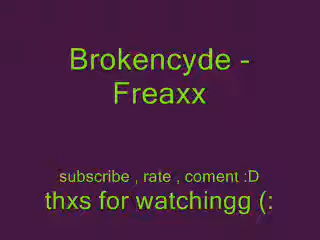 Brokencyde -
Freaxx
subscribe , rate , coment :D
thxs for watchingg (: